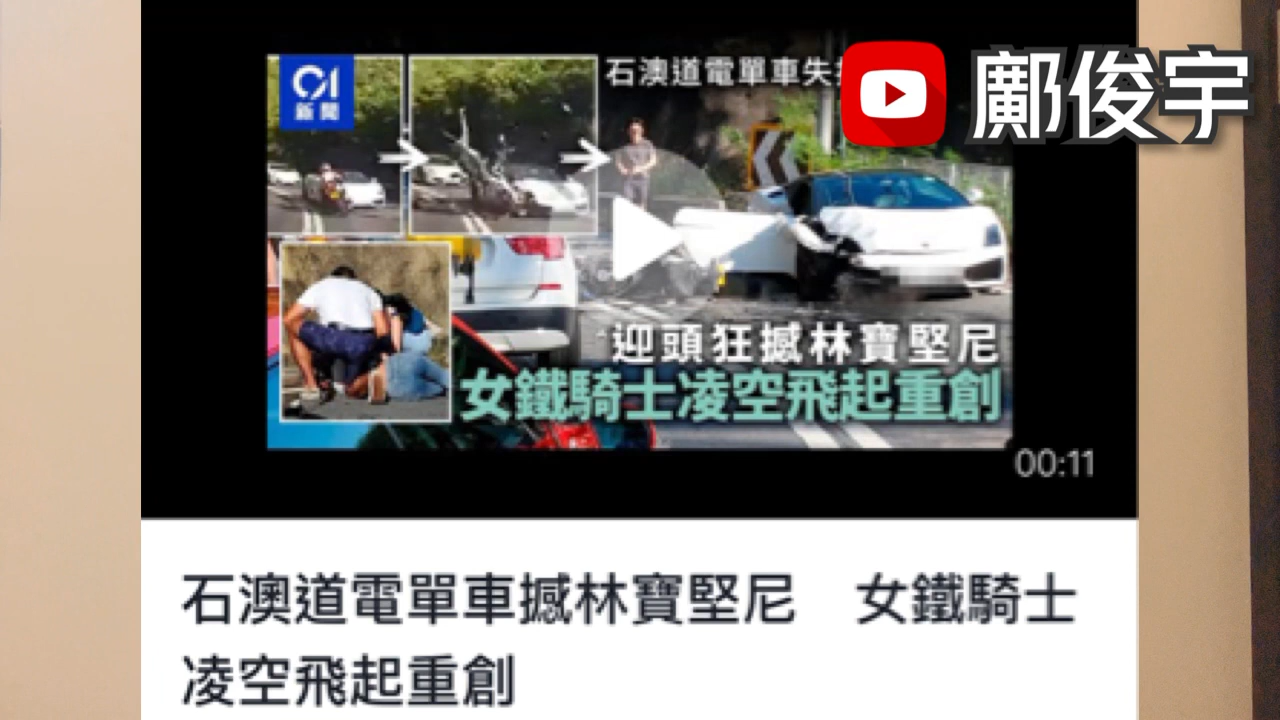 01
新聞
石澳道電單車失
鄺俊宇
迎頭狂撼林寶堅尼
女鐵騎士凌空飛起重創
00:11
石澳道電單車撼林寶堅尼 女鐵騎士
凌空飛起重創